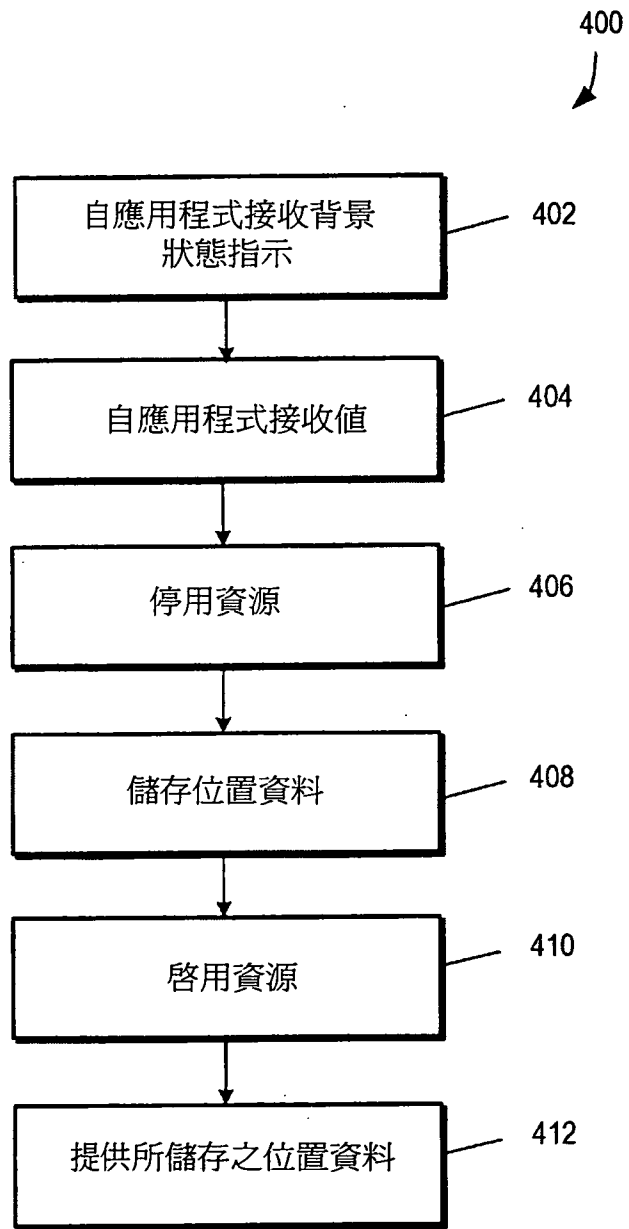 400
自應用程式接收背景
狀態指示
402
自應用程式接收值
404
停用資源
406
儲存位置資料
408
啓用資源
410
提供所儲存之位置資料
412